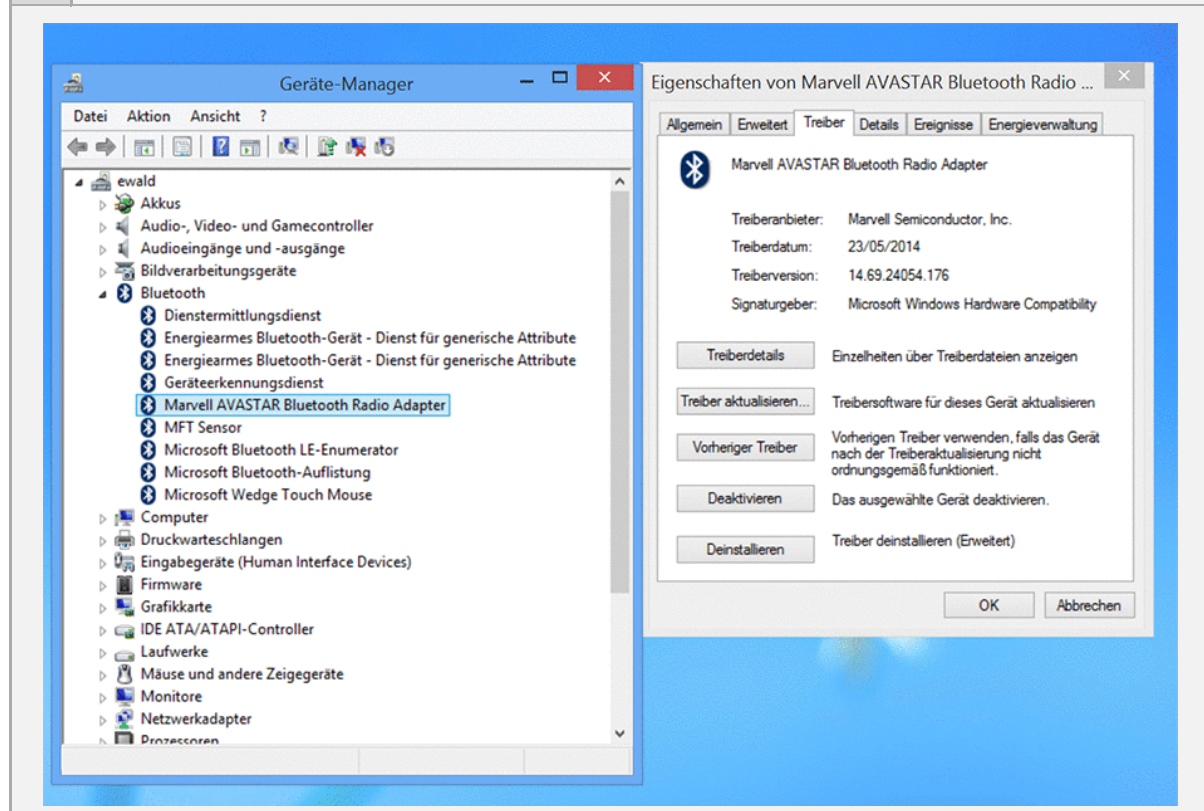 Geräte-Manager
Datei Aktion Ansicht ?
ewald
Akkus
Audio-, Video- und Gamecontroller
Audioeingänge und -ausgänge
Bildverarbeitungsgeräte
Bluetooth
Dienstermittlungsdienst
Energiearmes Bluetooth-Gerät - Dienst für generische Attribute
Energiearmes Bluetooth-Gerät - Dienst für generische Attribute
Geräteerkennungsdienst
Marvell AVASTAR Bluetooth Radio Adapter
MFT Sensor
Microsoft Bluetooth LE-Enumerator
Microsoft Bluetooth-Auflistung
Microsoft Wedge Touch Mouse
Computer
Druckwarteschlangen
Eingabegeräte (Human Interface Devices)
Firmware
Grafikkarte
IDE ATA/ATAPI-Controller
Laufwerke
Mäuse und andere Zeigegeräte
Monitore
Netzwerkadapter
Prozessoren
Eigenschaften von Marvell AVASTAR Bluetooth Radio ...
Allgemein Erweitert Treiber Details Ereignisse Energieverwaltung
Marvell AVASTAR Bluetooth Radio Adapter
Treiberanbieter: Marvell Semiconductor, Inc.
Treiberdatum: 23/05/2014
Treiberversion: 14.69.24054.176
Signaturgeber: Microsoft Windows Hardware Compatibility
Treiberdetails Einzelheiten über Treiberdateien anzeigen
Treiber aktualisieren... Treibersoftware für dieses Gerät aktualisieren
Vorheriger Treiber Vorherigen Treiber verwenden, falls das Gerät
nach der Treiberaktualisierung nicht
ordnungsgemäß funktioniert.
Deaktivieren Das ausgewählte Gerät deaktivieren.
Deinstallieren Treiber deinstallieren (Erweitert)
OK Abbrechen